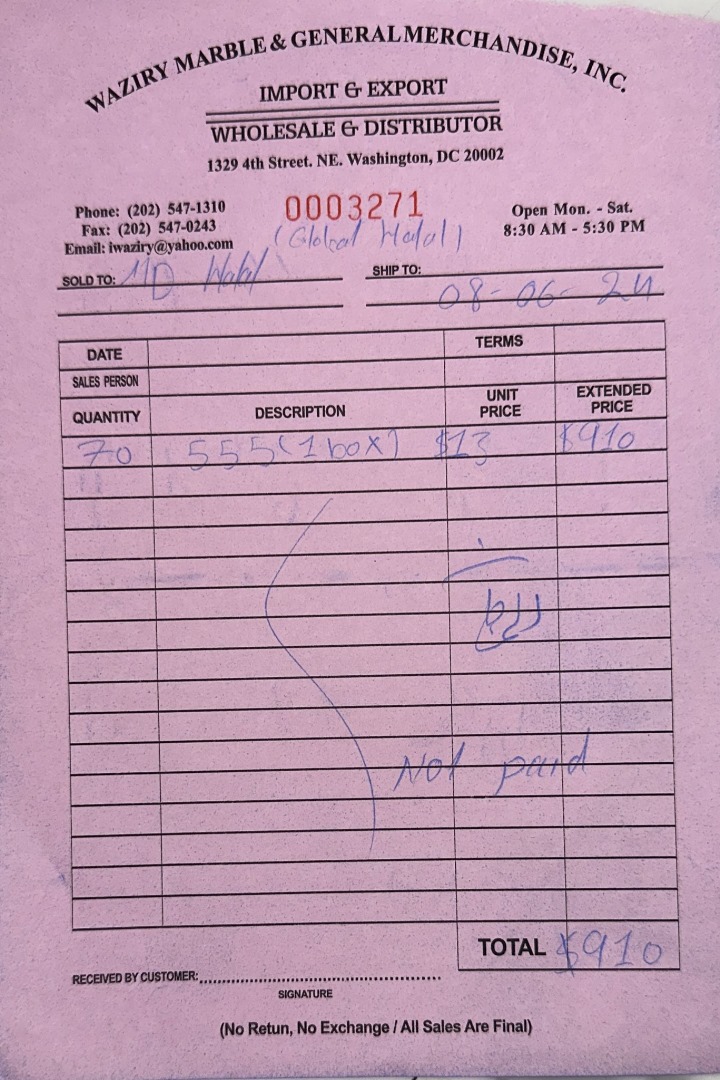 WAZIRY MARBLE & GENERAL MERCHANDISE, INC.
IMPORT & EXPORT
WHOLESALE & DISTRIBUTOR
1329 4th Street. NE. Washington, DC 20002
Phone: (202) 547-1310
Fax: (202) 547-0243
Email: iwaziry@yahoo.com
0003271
(Global Halal)
Open Mon. - Sat.
8:30 AM - 5:30 PM
SOLD TO: MD Halal
SHIP TO:
08-06-24
DATE TERMS
SALES PERSON
QUANTITY DESCRIPTION UNIT PRICE EXTENDED PRICE
70 555 (1 box) $13 $910
Not paid
TOTAL $910
RECEIVED BY CUSTOMER:
SIGNATURE
(No Retun, No Exchange / All Sales Are Final)